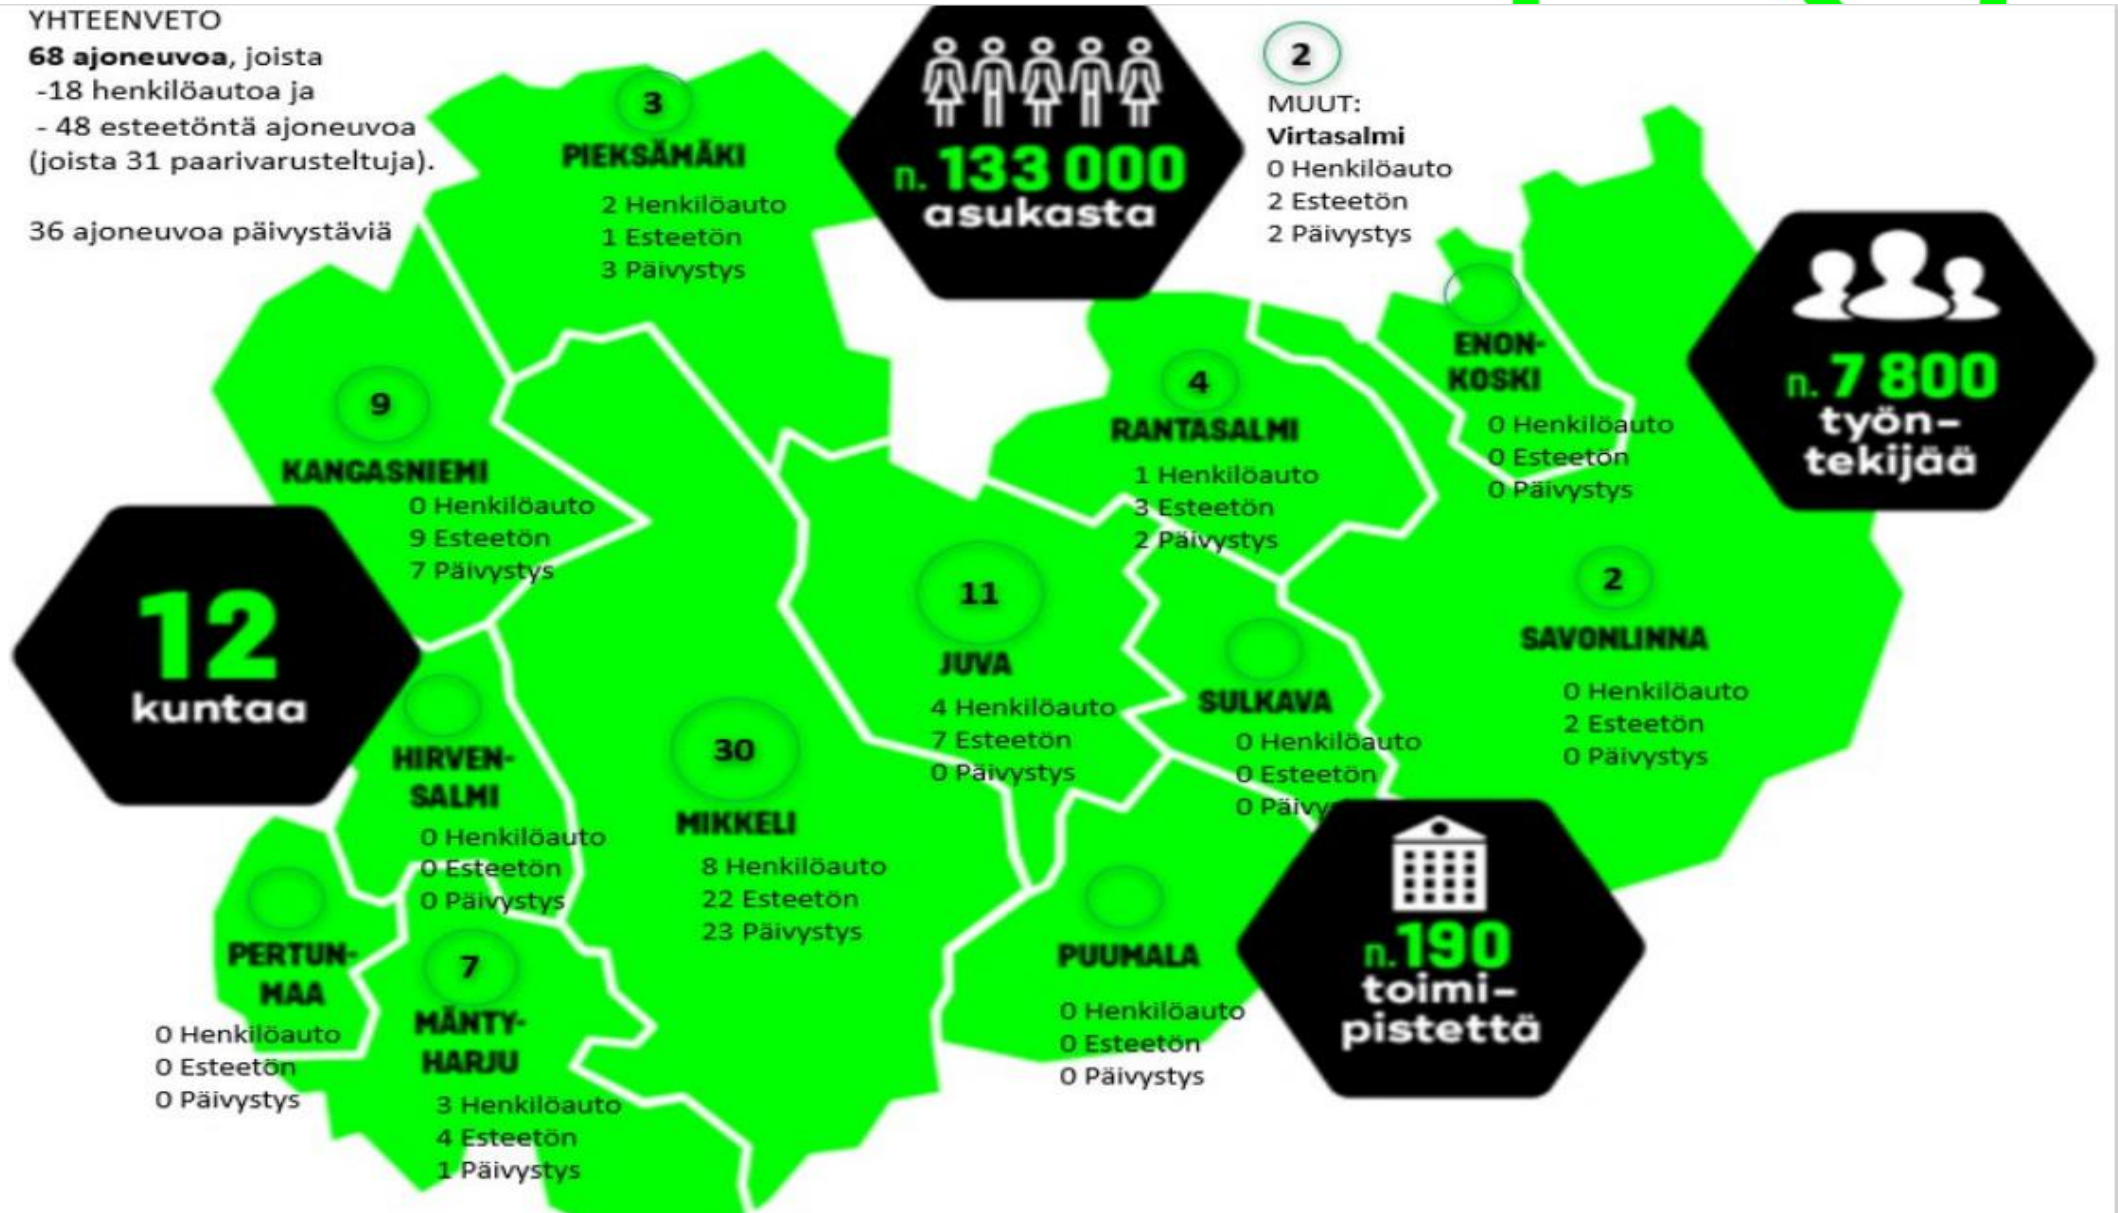 YHTEENVETO
68 ajoneuvoa, joista
-18 henkilöautoa ja
- 48 esteetöntä ajoneuvoa
(joista 31 paarivarusteltuja).
36 ajoneuvoa päivystäviä
3
PIEKSÄMÄKI
2 Henkilöauto
1 Esteetön
3 Päivystys
n. 133 000
asukasta
2
MUUT:
Virtasalmi
0 Henkilöauto
2 Esteetön
2 Päivystys
n. 7 800
työn-
tekijää
ENON-
KOSKI
0 Henkilöauto
0 Esteetön
0 Päivystys
9
KANGASNIEMI
0 Henkilöauto
9 Esteetön
7 Päivystys
4
RANTASALMI
1 Henkilöauto
3 Esteetön
2 Päivystys
12
kuntaa
11
JUVA
4 Henkilöauto
7 Esteetön
0 Päivystys
SULKAVA
0 Henkilöauto
0 Esteetön
0
2
SAVONLINNA
0 Henkilöauto
2 Esteetön
0 Päivystys
HIRVEN-
SALMI
0 Henkilöauto
0 Esteetön
0 Päivystys
30
MIKKELI
8 Henkilöauto
22 Esteetön
23 Päivystys
PERTUN-
MAA
0 Henkilöauto
0 Esteetön
0 Päivystys
7
MÄNTY-
HARJU
3 Henkilöauto
4 Esteetön
1 Päivystys
PUUMALA
0 Henkilöauto
0 Esteetön
0 Päivystys
n.190
toimi-
pistettä